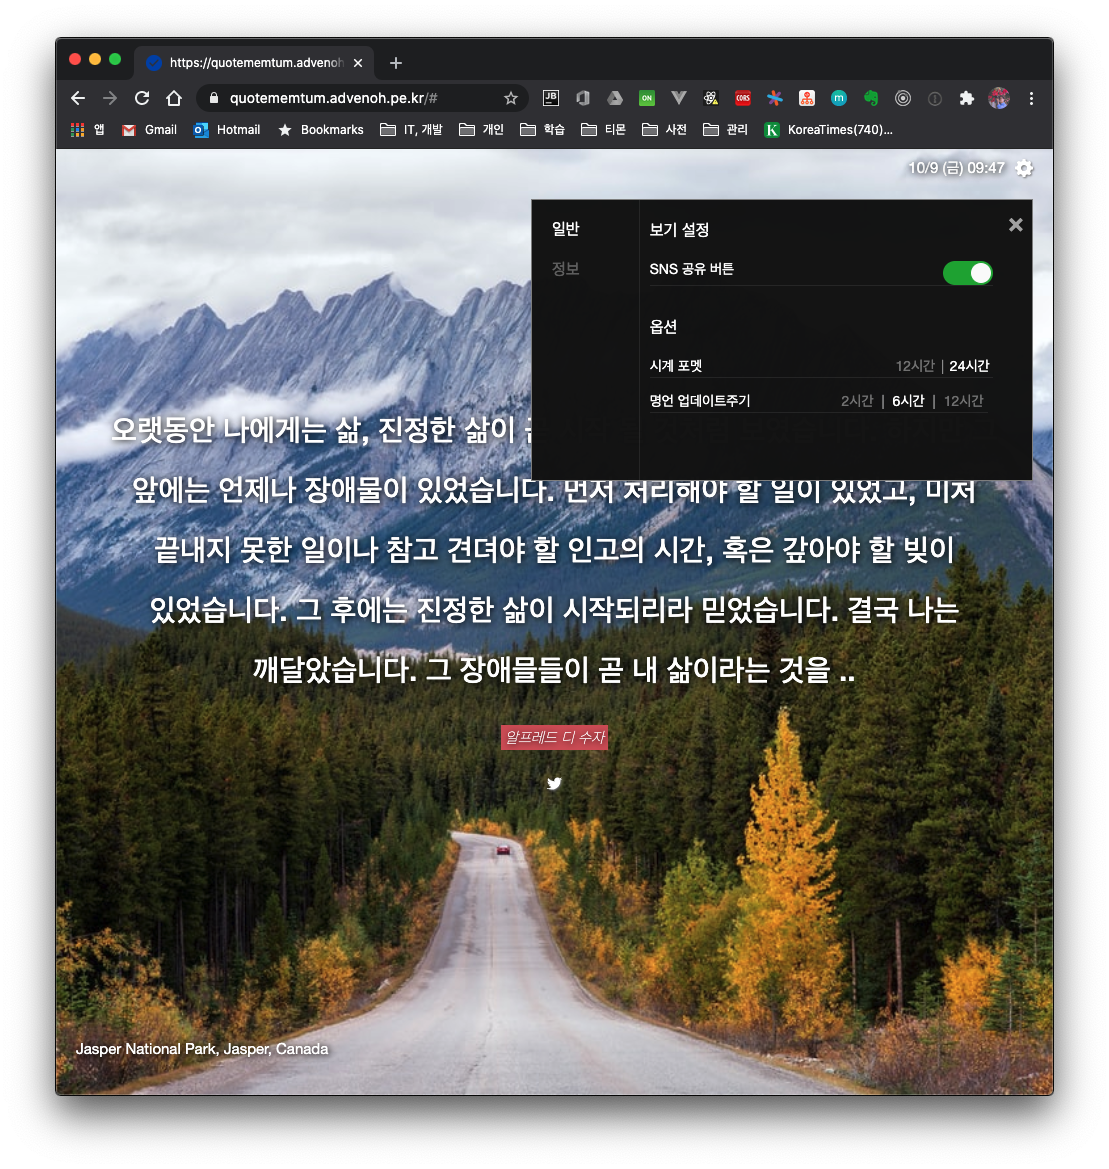 https://quotememtum.advenoh
quotememtum.advenoh.pe.kr/#
JB
ON
CORS
m
앱 Gmail Hotmail Bookmarks IT, 개발 개인 학습 티몬 사전 관리 K KoreaTimes(740)...
10/9 (금) 09:47
일반
정보
보기 설정
SNS 공유 버튼
옵션
시계 포멧 12시간 | 24시간
명언 업데이트주기 2시간 | 6시간 | 12시간
오랫동안 나에게는 삶, 진정한 삶이
앞에는 언제나 장애물이 있었습니다. 먼저 처리해야 할 일이 있었고, 미처
끝내지 못한 일이나 참고 견뎌야 할 인고의 시간, 혹은 갚아야 할 빚이
있었습니다. 그 후에는 진정한 삶이 시작되리라 믿었습니다. 결국 나는
깨달았습니다. 그 장애믈들이 곧 내 삶이라는 것을 ..
알프레드 디 수자
Jasper National Park, Jasper, Canada